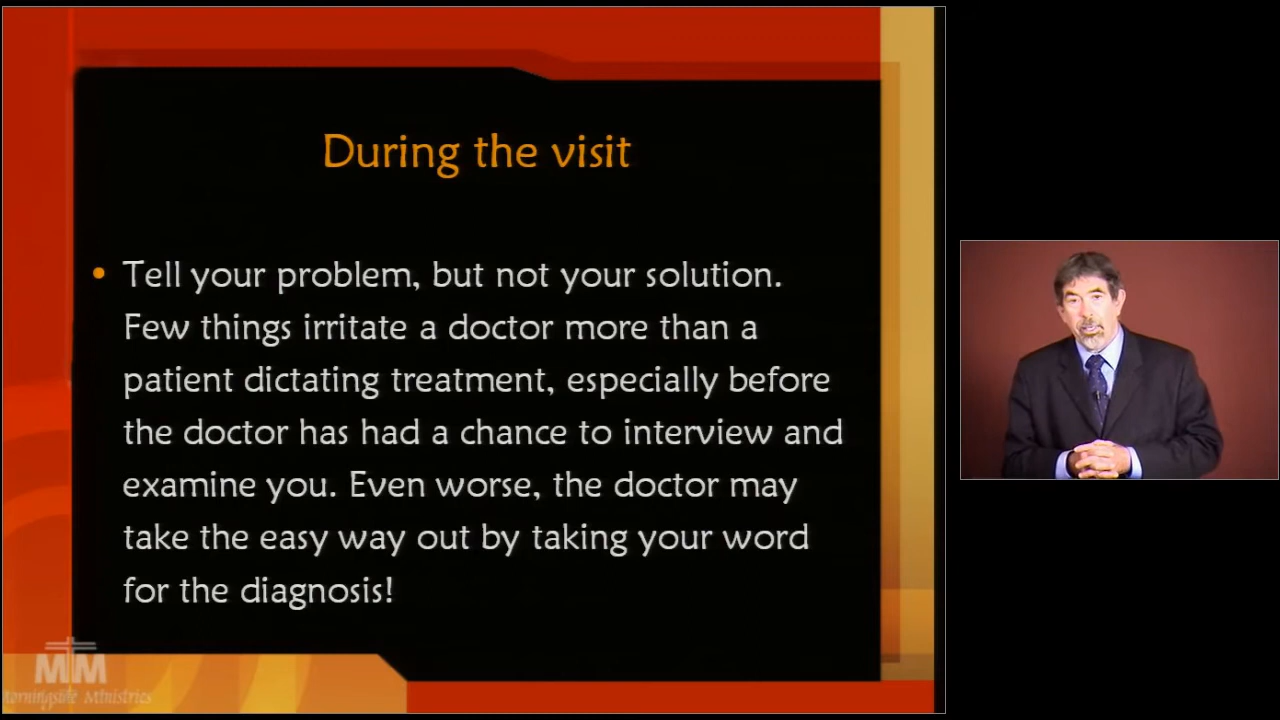 During the visit
• Tell your problem, but not your solution.
Few things irritate a doctor more than a
patient dictating treatment, especially before
the doctor has had a chance to interview and
examine you. Even worse, the doctor may
take the easy way out by taking your word
for the diagnosis!
MM
Morningside Ministries